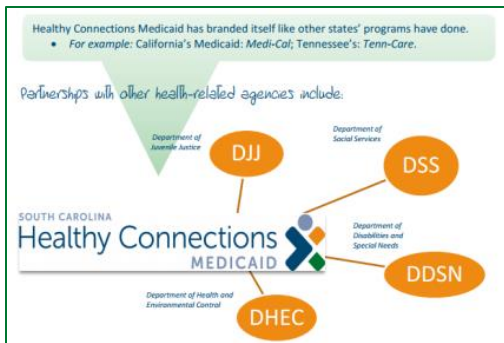 Healthy Connections Medicaid has branded itself like other states' programs have done.
• For example: California's Medicaid: Medi-Cal; Tennessee's: Tenn-Care.
Partnerships with other health-related agencies include:
Department of
Juvenile Justice
DJJ
Department of
Social Services
DSS
SOUTH CAROLINA
Healthy Connections
MEDICAID
Department of
Disabilities and
Special Needs
DDSN
Department of Health and
Environmental Control
DHEC